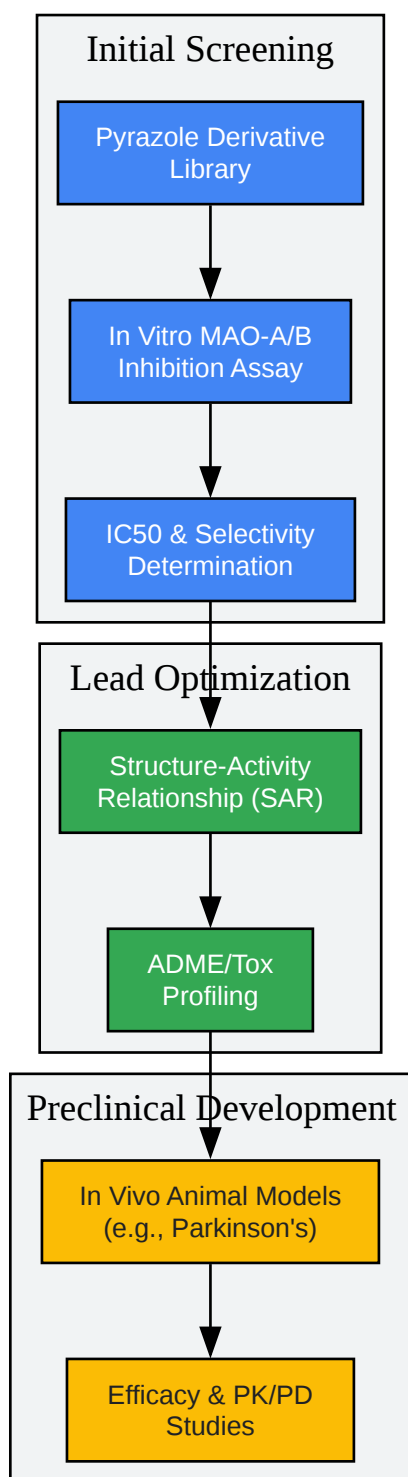 Initial Screening
Pyrazole Derivative
Library
In Vitro MAO-A/B
Inhibition Assay
IC50 & Selectivity
Determination
Lead Optimization
Structure-Activity
Relationship (SAR)
ADME/Tox
Profiling
Preclinical Development
In Vivo Animal Models
(e.g., Parkinson's)
Efficacy & PK/PD
Studies